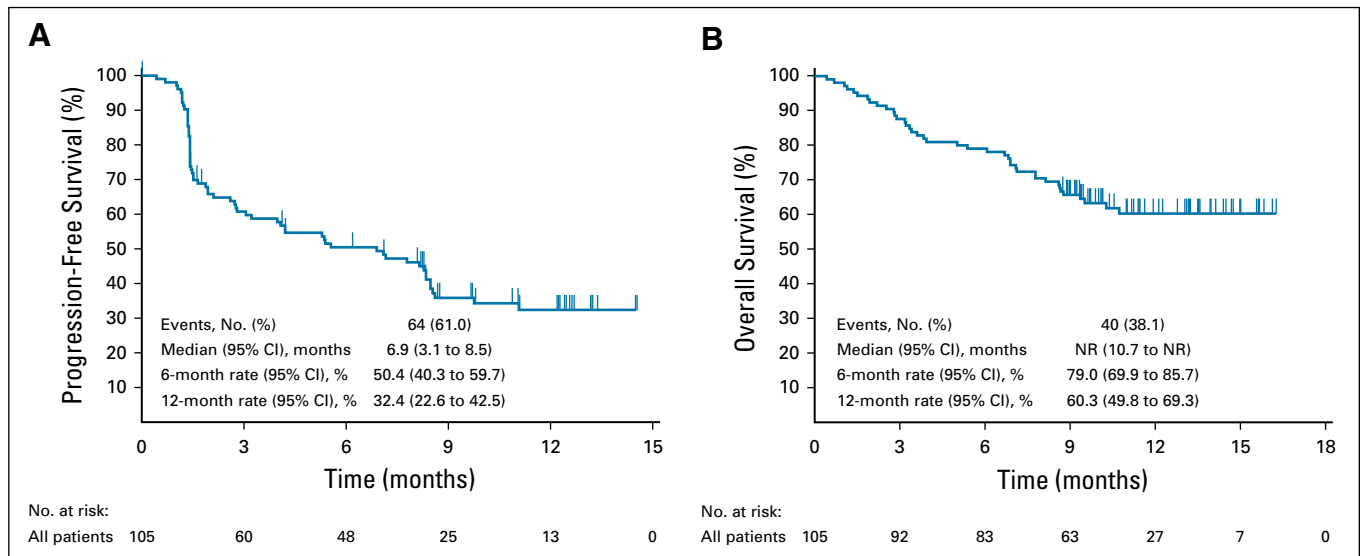 A
Progression-Free Survival (%)
100
90
80
70
60
50
40
30
20
10
Events, No. (%) 64 (61.0)
Median (95% CI), months 6.9 (3.1 to 8.5)
6-month rate (95% CI), % 50.4 (40.3 to 59.7)
12-month rate (95% CI), % 32.4 (22.6 to 42.5)
0 3 6 9 12 15
Time (months)
No. at risk:
All patients 105 60 48 25 13 0
B
Overall Survival (%)
100
90
80
70
60
50
40
30
20
10
Events, No. (%) 40 (38.1)
Median (95% CI), months NR (10.7 to NR)
6-month rate (95% CI), % 79.0 (69.9 to 85.7)
12-month rate (95% CI), % 60.3 (49.8 to 69.3)
0 3 6 9 12 15 18
Time (months)
No. at risk:
All patients 105 92 83 63 27 7 0